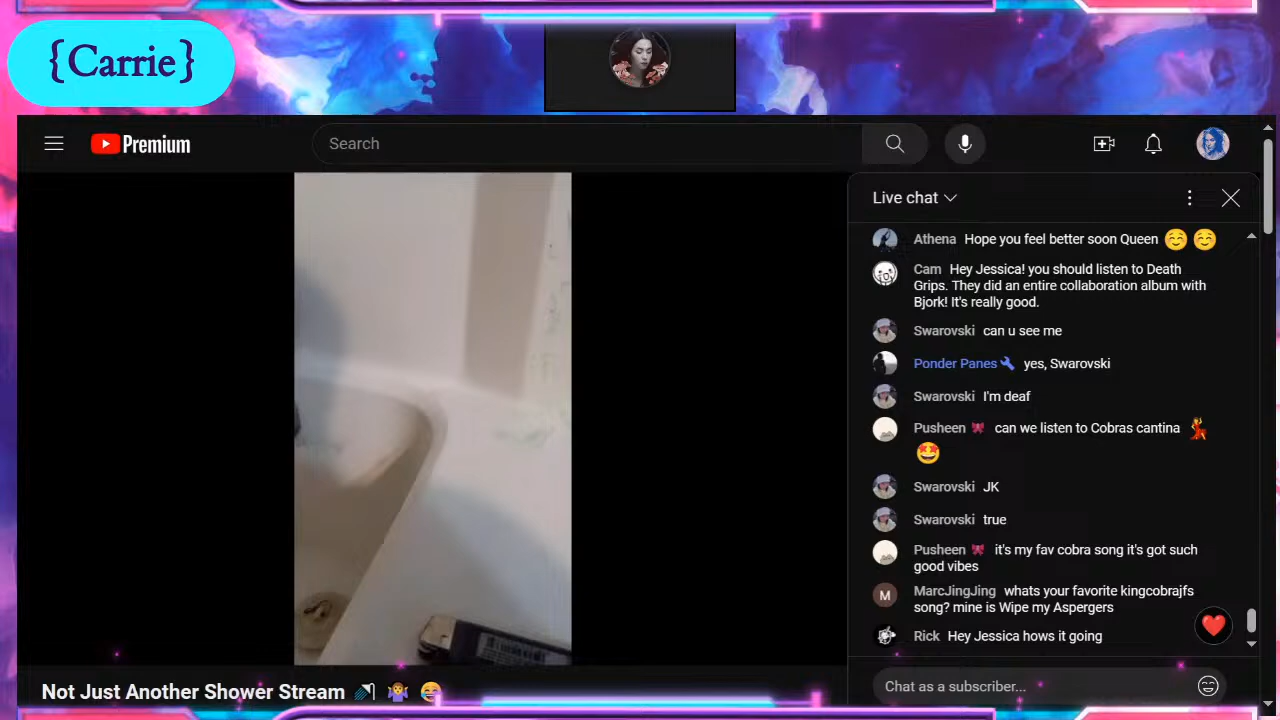 {Carrie}
Premium
Search
Live chat
Athena Hope you feel better soon Queen ☺️ ☺️
Cam Hey Jessica! you should listen to Death
Grips. They did an entire collaboration album with
Bjork! It's really good.
Swarovski can u see me
Ponder Panes🔧 yes, Swarovski
Swarovski I'm deaf
Pusheen 🎀 can we listen to Cobras cantina 💃
🤩
Swarovski JK
Swarovski true
Pusheen 🎀 it's my fav cobra song it's got such
good vibes
M MarcJingJing whats your favorite kingcobrajfs
song? mine is Wipe my Aspergers
Rick Hey Jessica hows it going
Chat as a subscriber...
Not Just Another Shower Stream 🚿 🤷‍♀️ 😂